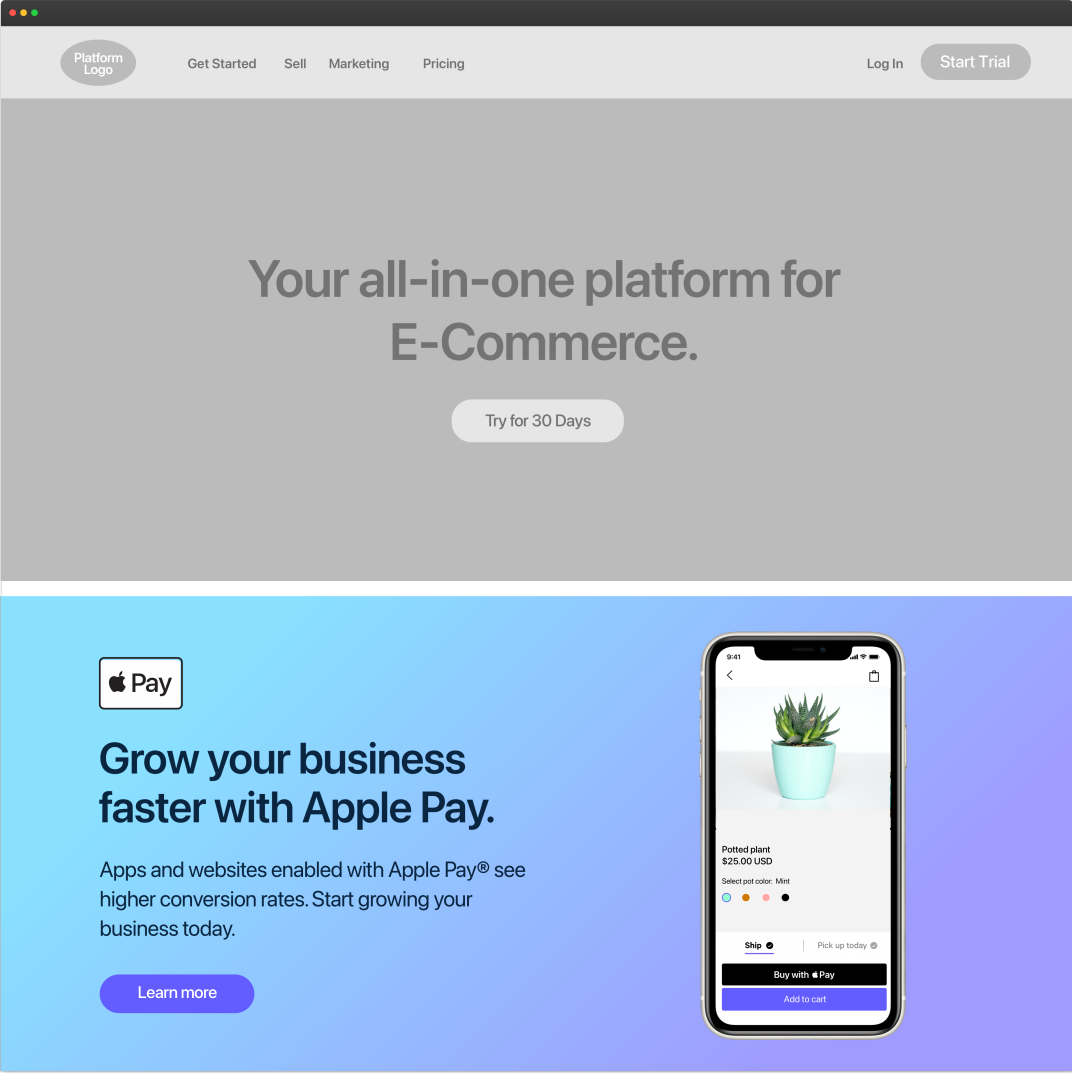 Platform
Logo
Get Started
Sell
Marketing
Pricing
Log In
Start Trial
Your all-in-one platform for
E-Commerce.
Try for 30 Days
Pay
Grow your business
faster with Apple Pay.
Apps and websites enabled with Apple Pay® see
higher conversion rates. Start growing your
business today.
Learn more
9:41
Potted plant
$25.00 USD
Select pot color: Mint
Ship
Pick up today
Buy with Pay
Add to cart